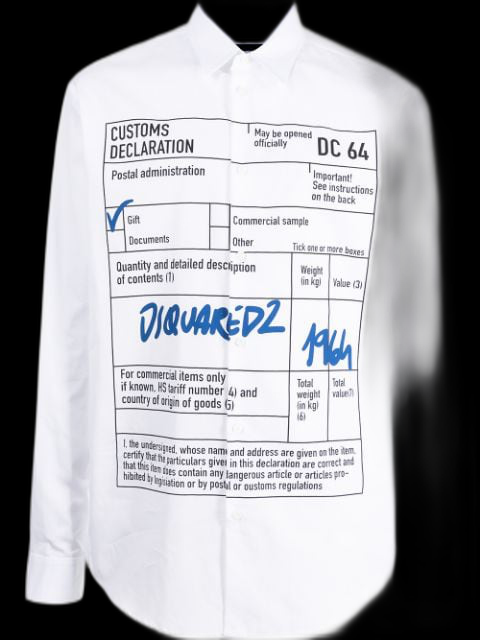 CUSTOMS
DECLARATION
May be opened
officially
DC 64
Postal administration
Important!
See instructions
on the back
Gift
Commercial sample
Documents
Other
Tick one or more boxes
Quantity and detailed description
of contents (1)
Weight
(in kg)
Value (3)
DSQUARED2
1964
For commercial items only
if known, HS tariff number 4) and
country of origin of goods 5)
Total
weight
(in kg)
(6)
Total
value(7)
I, the undersigned, whose name and address are given on the item,
certify that the particulars given in this declaration are correct and
that this item does contain any dangerous article or articles pro-
hibited by legislation or by postal or oustoms regulations